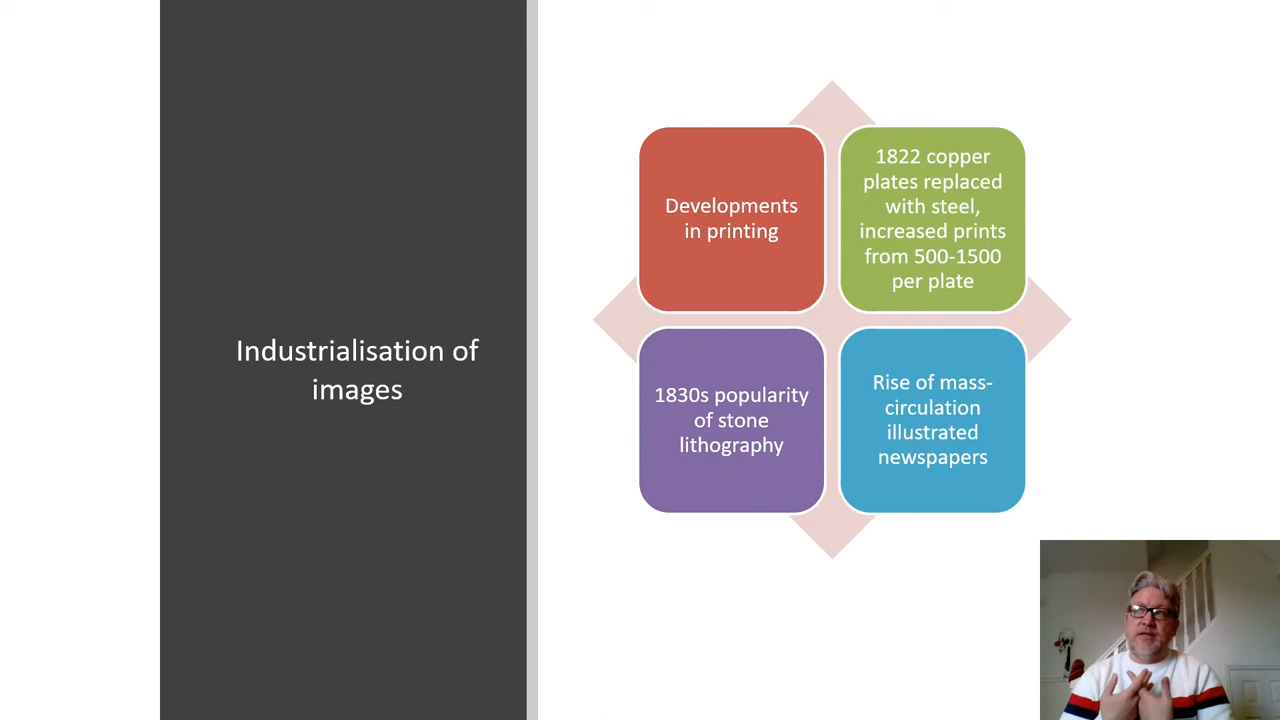 Industrialisation of
images
Developments
in printing
1822 copper
plates replaced
with steel,
increased prints
from 500-1500
per plate
1830s popularity
of stone
lithography
Rise of mass-
circulation
illustrated
newspapers